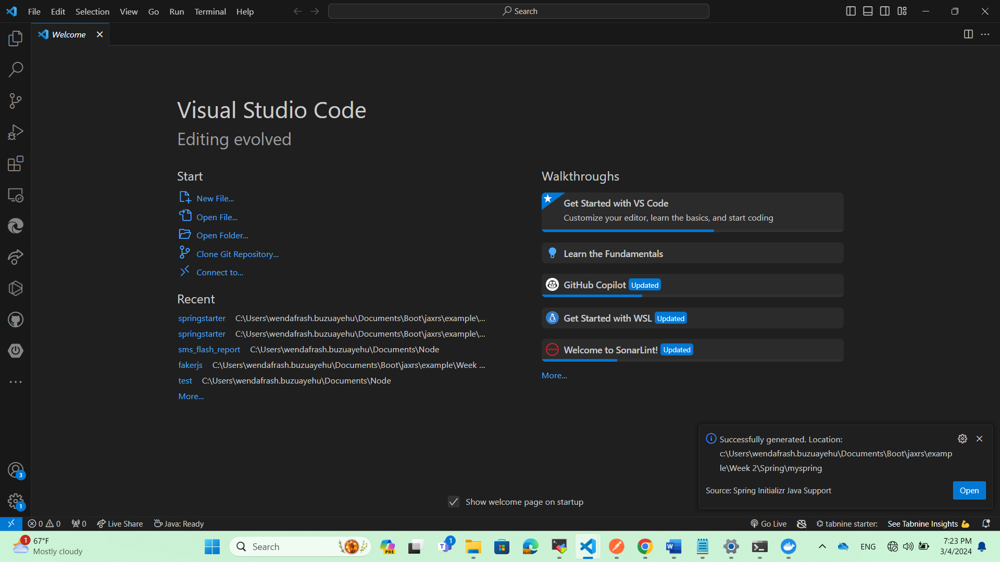 File Edit Selection View Go Run Terminal Help
Search
Welcome
Visual Studio Code
Editing evolved
Start
New File...
Open File...
Open Folder...
Clone Git Repository...
Connect to...
Recent
springstarter C:\Users\wendafrash.buzuayehu\Documents\Boot\jaxrs\example\...
springstarter C:\Users\wendafrash.buzuayehu\Documents\Boot\jaxrs\example\...
sms_flash_report C:\Users\wendafrash.buzuayehu\Documents\Node
fakerjs C:\Users\wendafrash.buzuayehu\Documents\Boot\jaxrs\example\Week ...
test C:\Users\wendafrash.buzuayehu\Documents\Node
More...
Walkthroughs
Get Started with VS Code
Customize your editor, learn the basics, and start coding
Learn the Fundamentals
GitHub Copilot Updated
Get Started with WSL Updated
Welcome to SonarLint! Updated
More...
Successfully generated. Location:
c:\Users\wendafrash.buzuayehu\Documents\Boot\jaxrs\examp
le\Week 2\Spring\myspring
Source: Spring Initializr Java Support
Open
Show welcome page on startup
3
1
0 0 0 Live Share Java: Ready
Go Live tabnine starter: See Tabnine Insights 💪
1
67°F
Mostly cloudy
Search
PRE
T
1
W
ENG
7:23 PM
3/4/2024